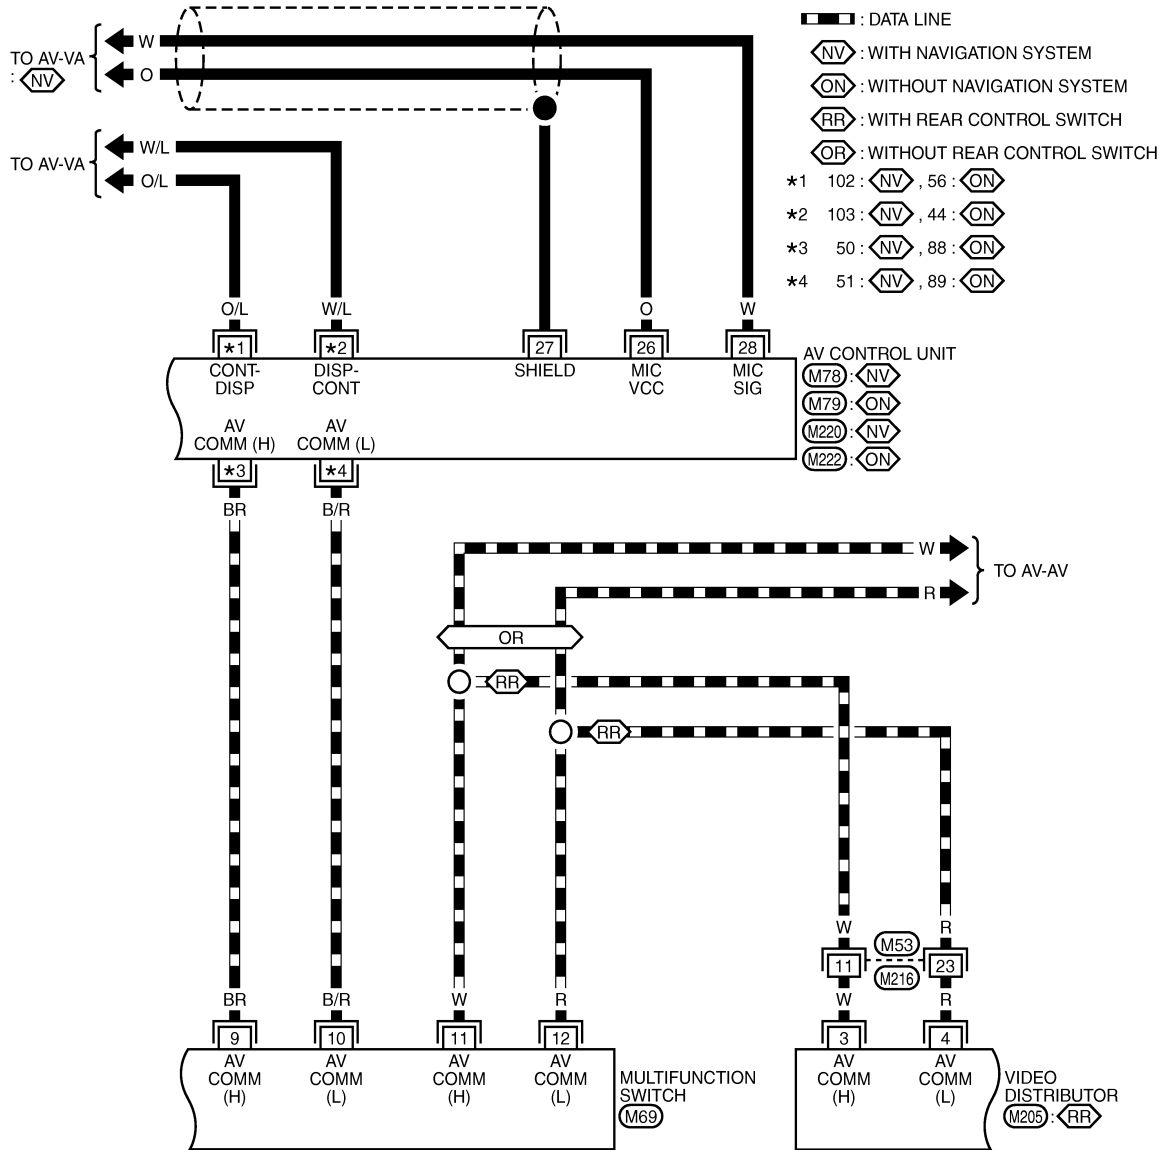 W
TO AV-VA
: NV
O
W/L
TO AV-VA
O/L
: DATA LINE
NV : WITH NAVIGATION SYSTEM
ON : WITHOUT NAVIGATION SYSTEM
RR : WITH REAR CONTROL SWITCH
OR : WITHOUT REAR CONTROL SWITCH
*1 102 : NV , 56 : ON
*2 103 : NV , 44 : ON
*3 50 : NV , 88 : ON
*4 51 : NV , 89 : ON
O/L W/L O W
*1 *2 27 26 28
CONT-DISP
DISP-CONT
SHIELD
MIC VCC
MIC SIG
AV CONTROL UNIT
M78 : NV
M79 : ON
M220 : NV
M222 : ON
AV COMM (H)
AV COMM (L)
*3 *4
BR B/R
W
R
TO AV-AV
OR
RR
RR
W R
M53
11 23
M216
BR B/R W R W R
9 10 11 12 3 4
AV COMM (H)
AV COMM (L)
AV COMM (H)
AV COMM (L)
MULTIFUNCTION
SWITCH
M69
AV COMM (H)
AV COMM (L)
VIDEO
DISTRIBUTOR
M205 : RR